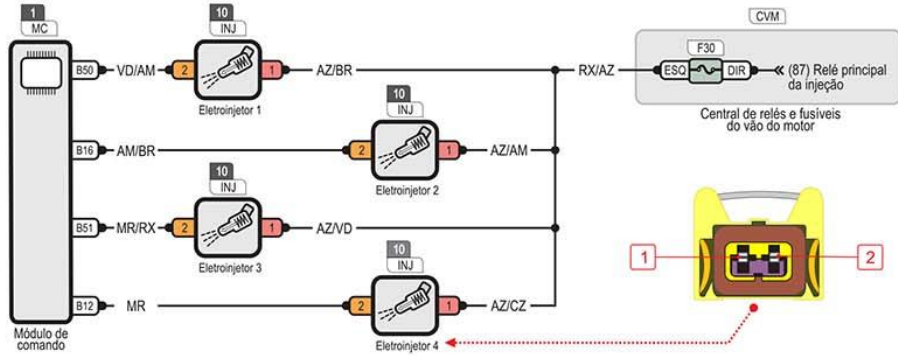 1
MC
10
INJ
CVM
F30
B50
VD/AM
2
1
AZ/BR
RX/AZ
ESQ
DIR
(87) Relé principal
da injeção
Eletroinjetor 1
Central de relés e fusíveis
do vão do motor
10
INJ
B16
AM/BR
2
1
AZ/AM
Eletroinjetor 2
10
INJ
B51
MR/RX
2
1
AZ/VD
Eletroinjetor 3
1
2
10
INJ
B12
MR
2
1
AZ/CZ
Eletroinjetor 4
Módulo de
comando